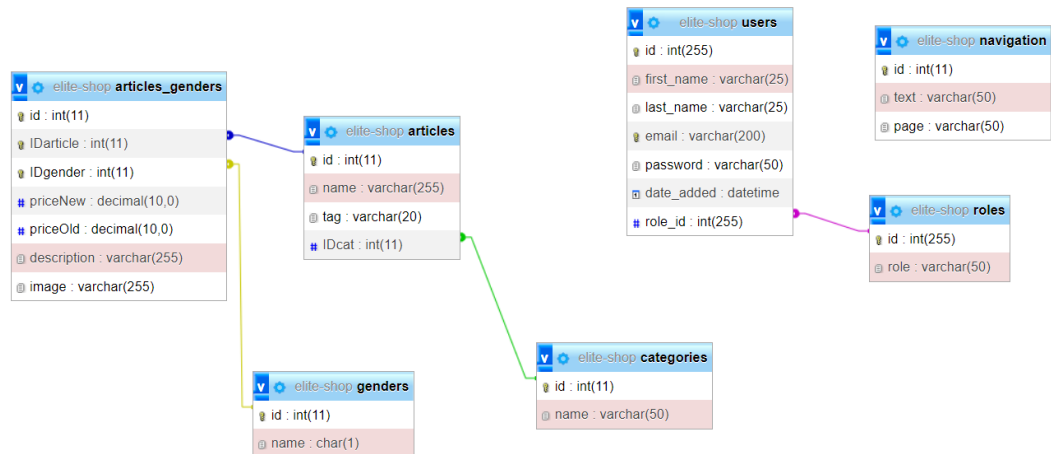 elite-shop articles_genders
id : int(11)
IDarticle : int(11)
IDgender : int(11)
priceNew : decimal(10,0)
priceOld : decimal(10,0)
description : varchar(255)
image : varchar(255)
elite-shop articles
id : int(11)
name : varchar(255)
tag : varchar(20)
IDcat : int(11)
elite-shop genders
id : int(11)
name : char(1)
elite-shop categories
id : int(11)
name : varchar(50)
elite-shop users
id : int(255)
first_name : varchar(25)
last_name : varchar(25)
email : varchar(200)
password : varchar(50)
date_added : datetime
role_id : int(255)
elite-shop navigation
id : int(11)
text : varchar(50)
page : varchar(50)
elite-shop roles
id : int(255)
role : varchar(50)